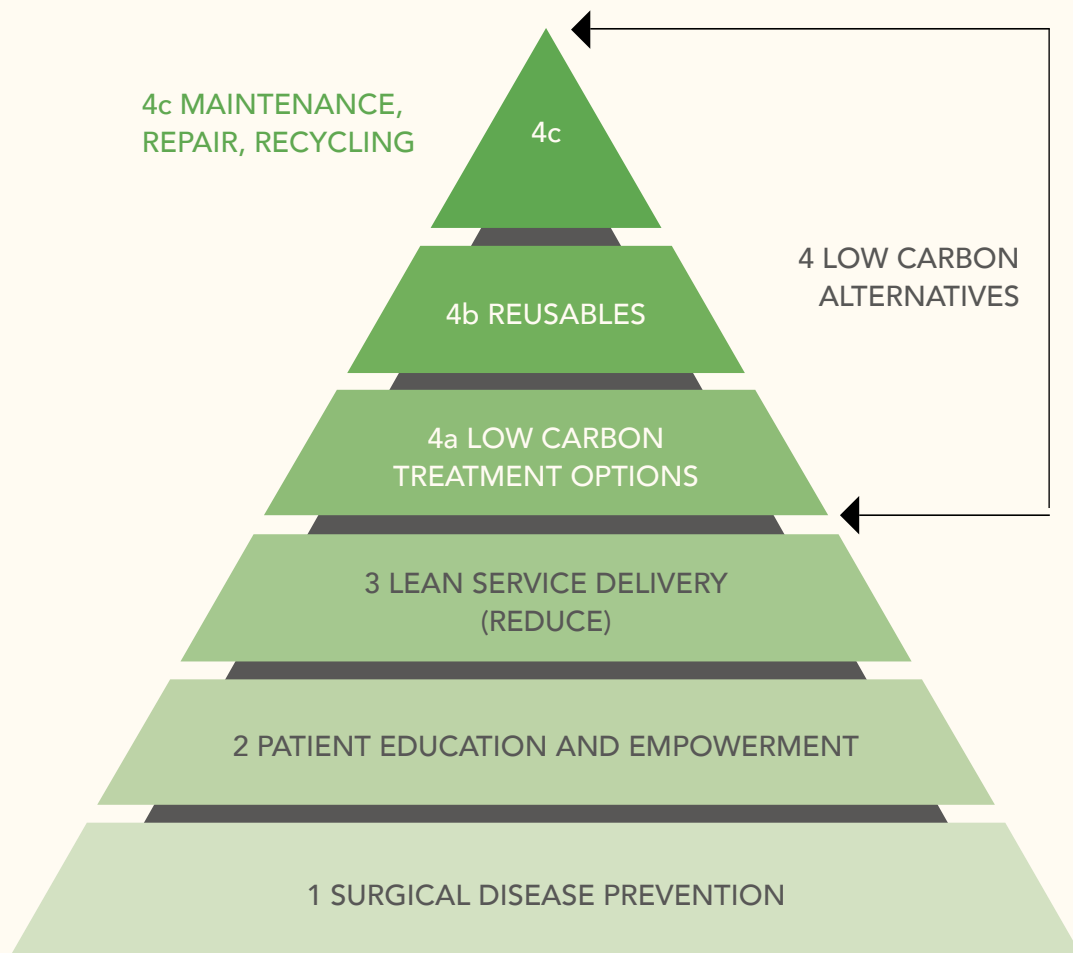 4c MAINTENANCE,
REPAIR, RECYCLING
4c
4 LOW CARBON
ALTERNATIVES
4b REUSABLES
4a LOW CARBON
TREATMENT OPTIONS
3 LEAN SERVICE DELIVERY
(REDUCE)
2 PATIENT EDUCATION AND EMPOWERMENT
1 SURGICAL DISEASE PREVENTION